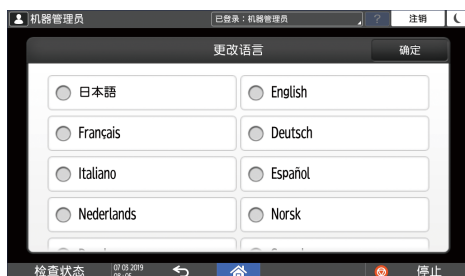 机器管理员
已登录：机器管理员
?
注销
更改语言
确定
日本語
English
Français
Deutsch
Italiano
Español
Nederlands
Norsk
检查状态
07 03 2019
停止